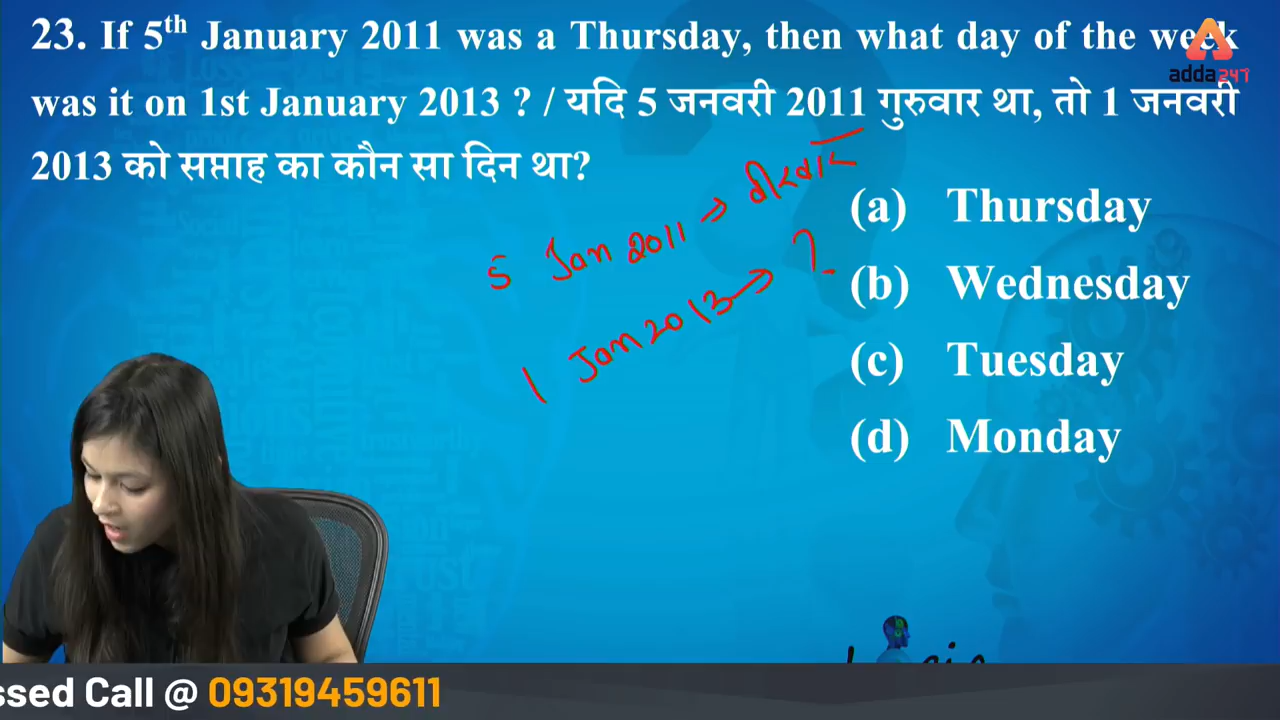 23. If 5th January 2011 was a Thursday, then what day of the week
adda247
was it on 1st January 2013 ? / यदि 5 जनवरी 2011 गुरुवार था, तो 1 जनवरी
2013 को सप्ताह का कौन सा दिन था?
5 Jan 2011 → वीरवार
1 Jan 2013 → ?
(a) Thursday
(b) Wednesday
(c) Tuesday
(d) Monday
ssed Call @ 09319459611